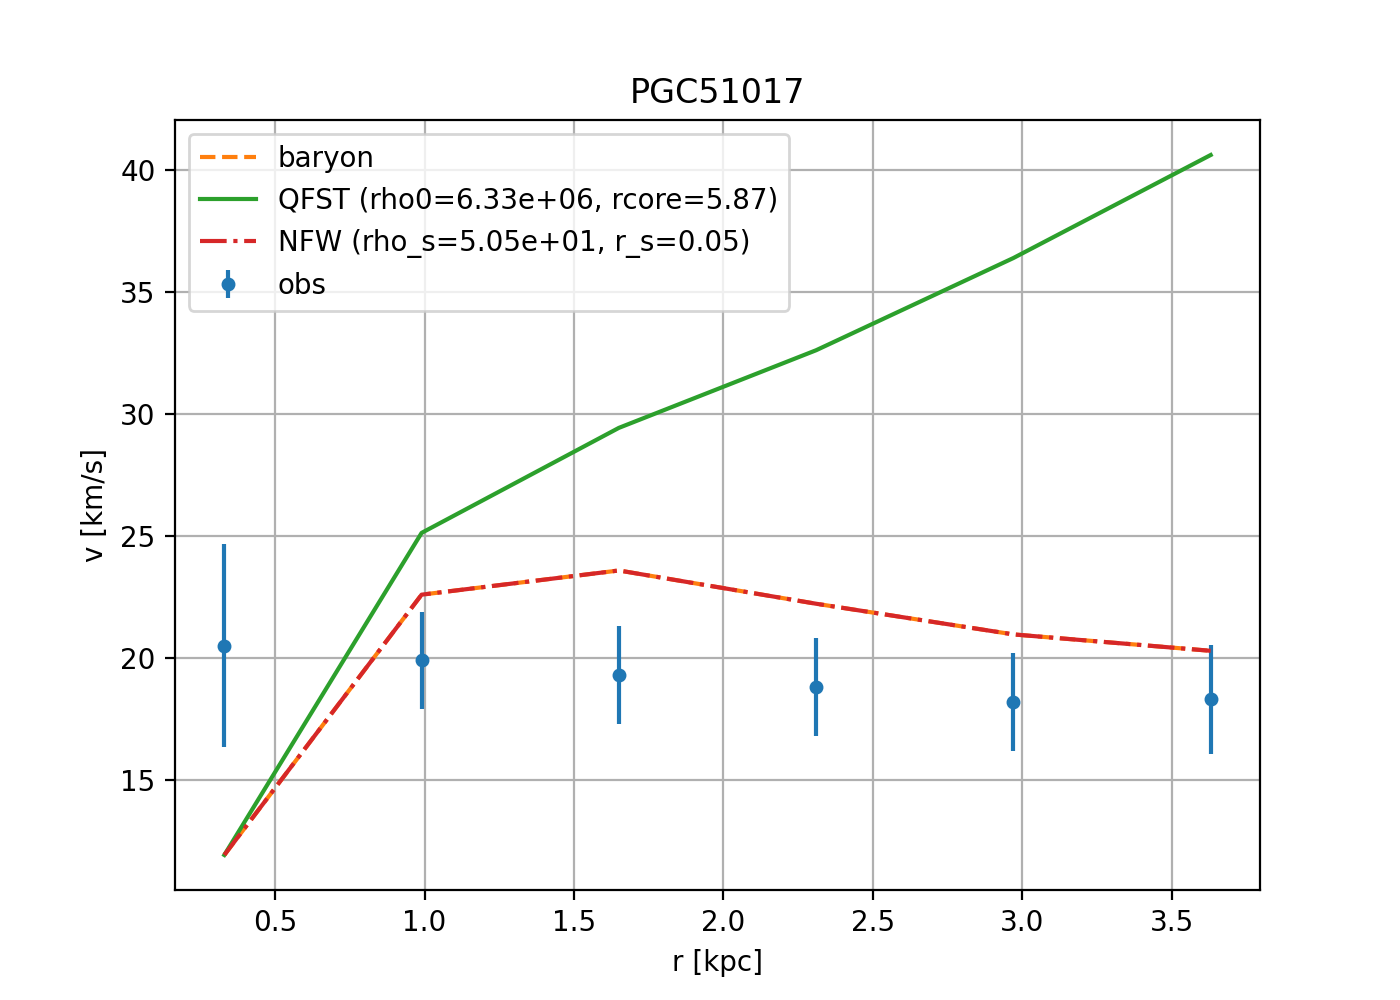 PGC51017
baryon
QFST (rho0=6.33e+06, rcore=5.87)
NFW (rho_s=5.05e+01, r_s=0.05)
obs
40
35
30
25
20
15
v [km/s]
0.5 1.0 1.5 2.0 2.5 3.0 3.5
r [kpc]